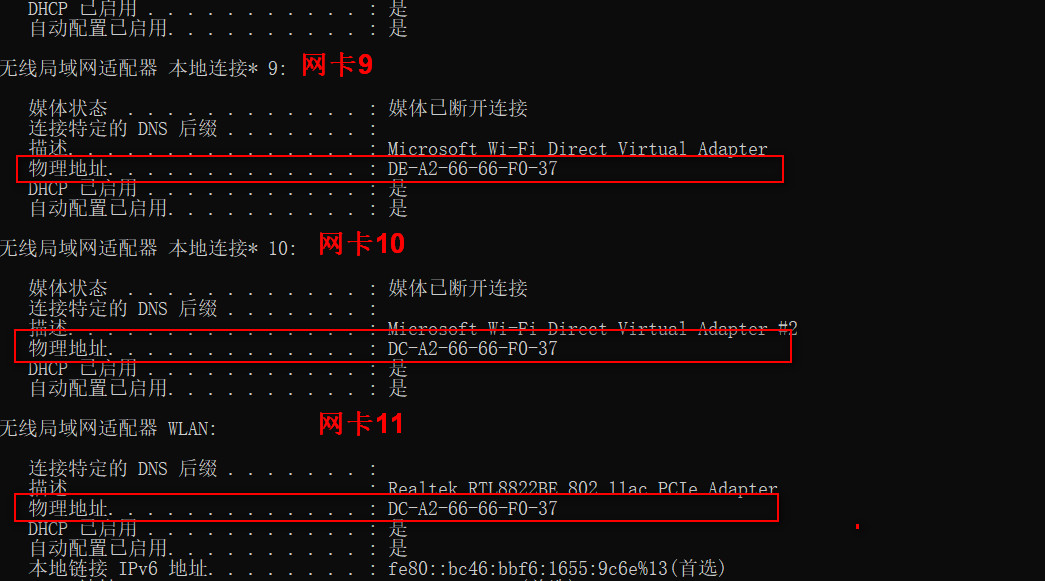 DHCP 已启用 . . . . . . . . . . . : 是
自动配置已启用. . . . . . . . . . : 是
无线局域网适配器 本地连接* 9: 网卡9
媒体状态 . . . . . . . . . . . . : 媒体已断开连接
连接特定的 DNS 后缀 . . . . . . . :
描述. . . . . . . . . . . . . . . : Microsoft Wi-Fi Direct Virtual Adapter
物理地址. . . . . . . . . . . . . : DE-A2-66-66-F0-37
DHCP 已启用 . . . . . . . . . . . : 是
自动配置已启用. . . . . . . . . . : 是
无线局域网适配器 本地连接* 10: 网卡10
媒体状态 . . . . . . . . . . . . : 媒体已断开连接
连接特定的 DNS 后缀 . . . . . . . :
描述. . . . . . . . . . . . . . . : Microsoft Wi-Fi Direct Virtual Adapter #2
物理地址. . . . . . . . . . . . . : DC-A2-66-66-F0-37
DHCP 已启用 . . . . . . . . . . . : 是
自动配置已启用. . . . . . . . . . : 是
无线局域网适配器 WLAN: 网卡11
连接特定的 DNS 后缀 . . . . . . . :
描述. . . . . . . . . . . . . . . : Realtek RTL8822BE 802.11ac PCIe Adapter
物理地址. . . . . . . . . . . . . : DC-A2-66-66-F0-37
DHCP 已启用 . . . . . . . . . . . : 是
自动配置已启用. . . . . . . . . . : 是
本地链接 IPv6 地址. . . . . . . . : fe80::bc46:bbf6:1655:9c6e%13(首选)